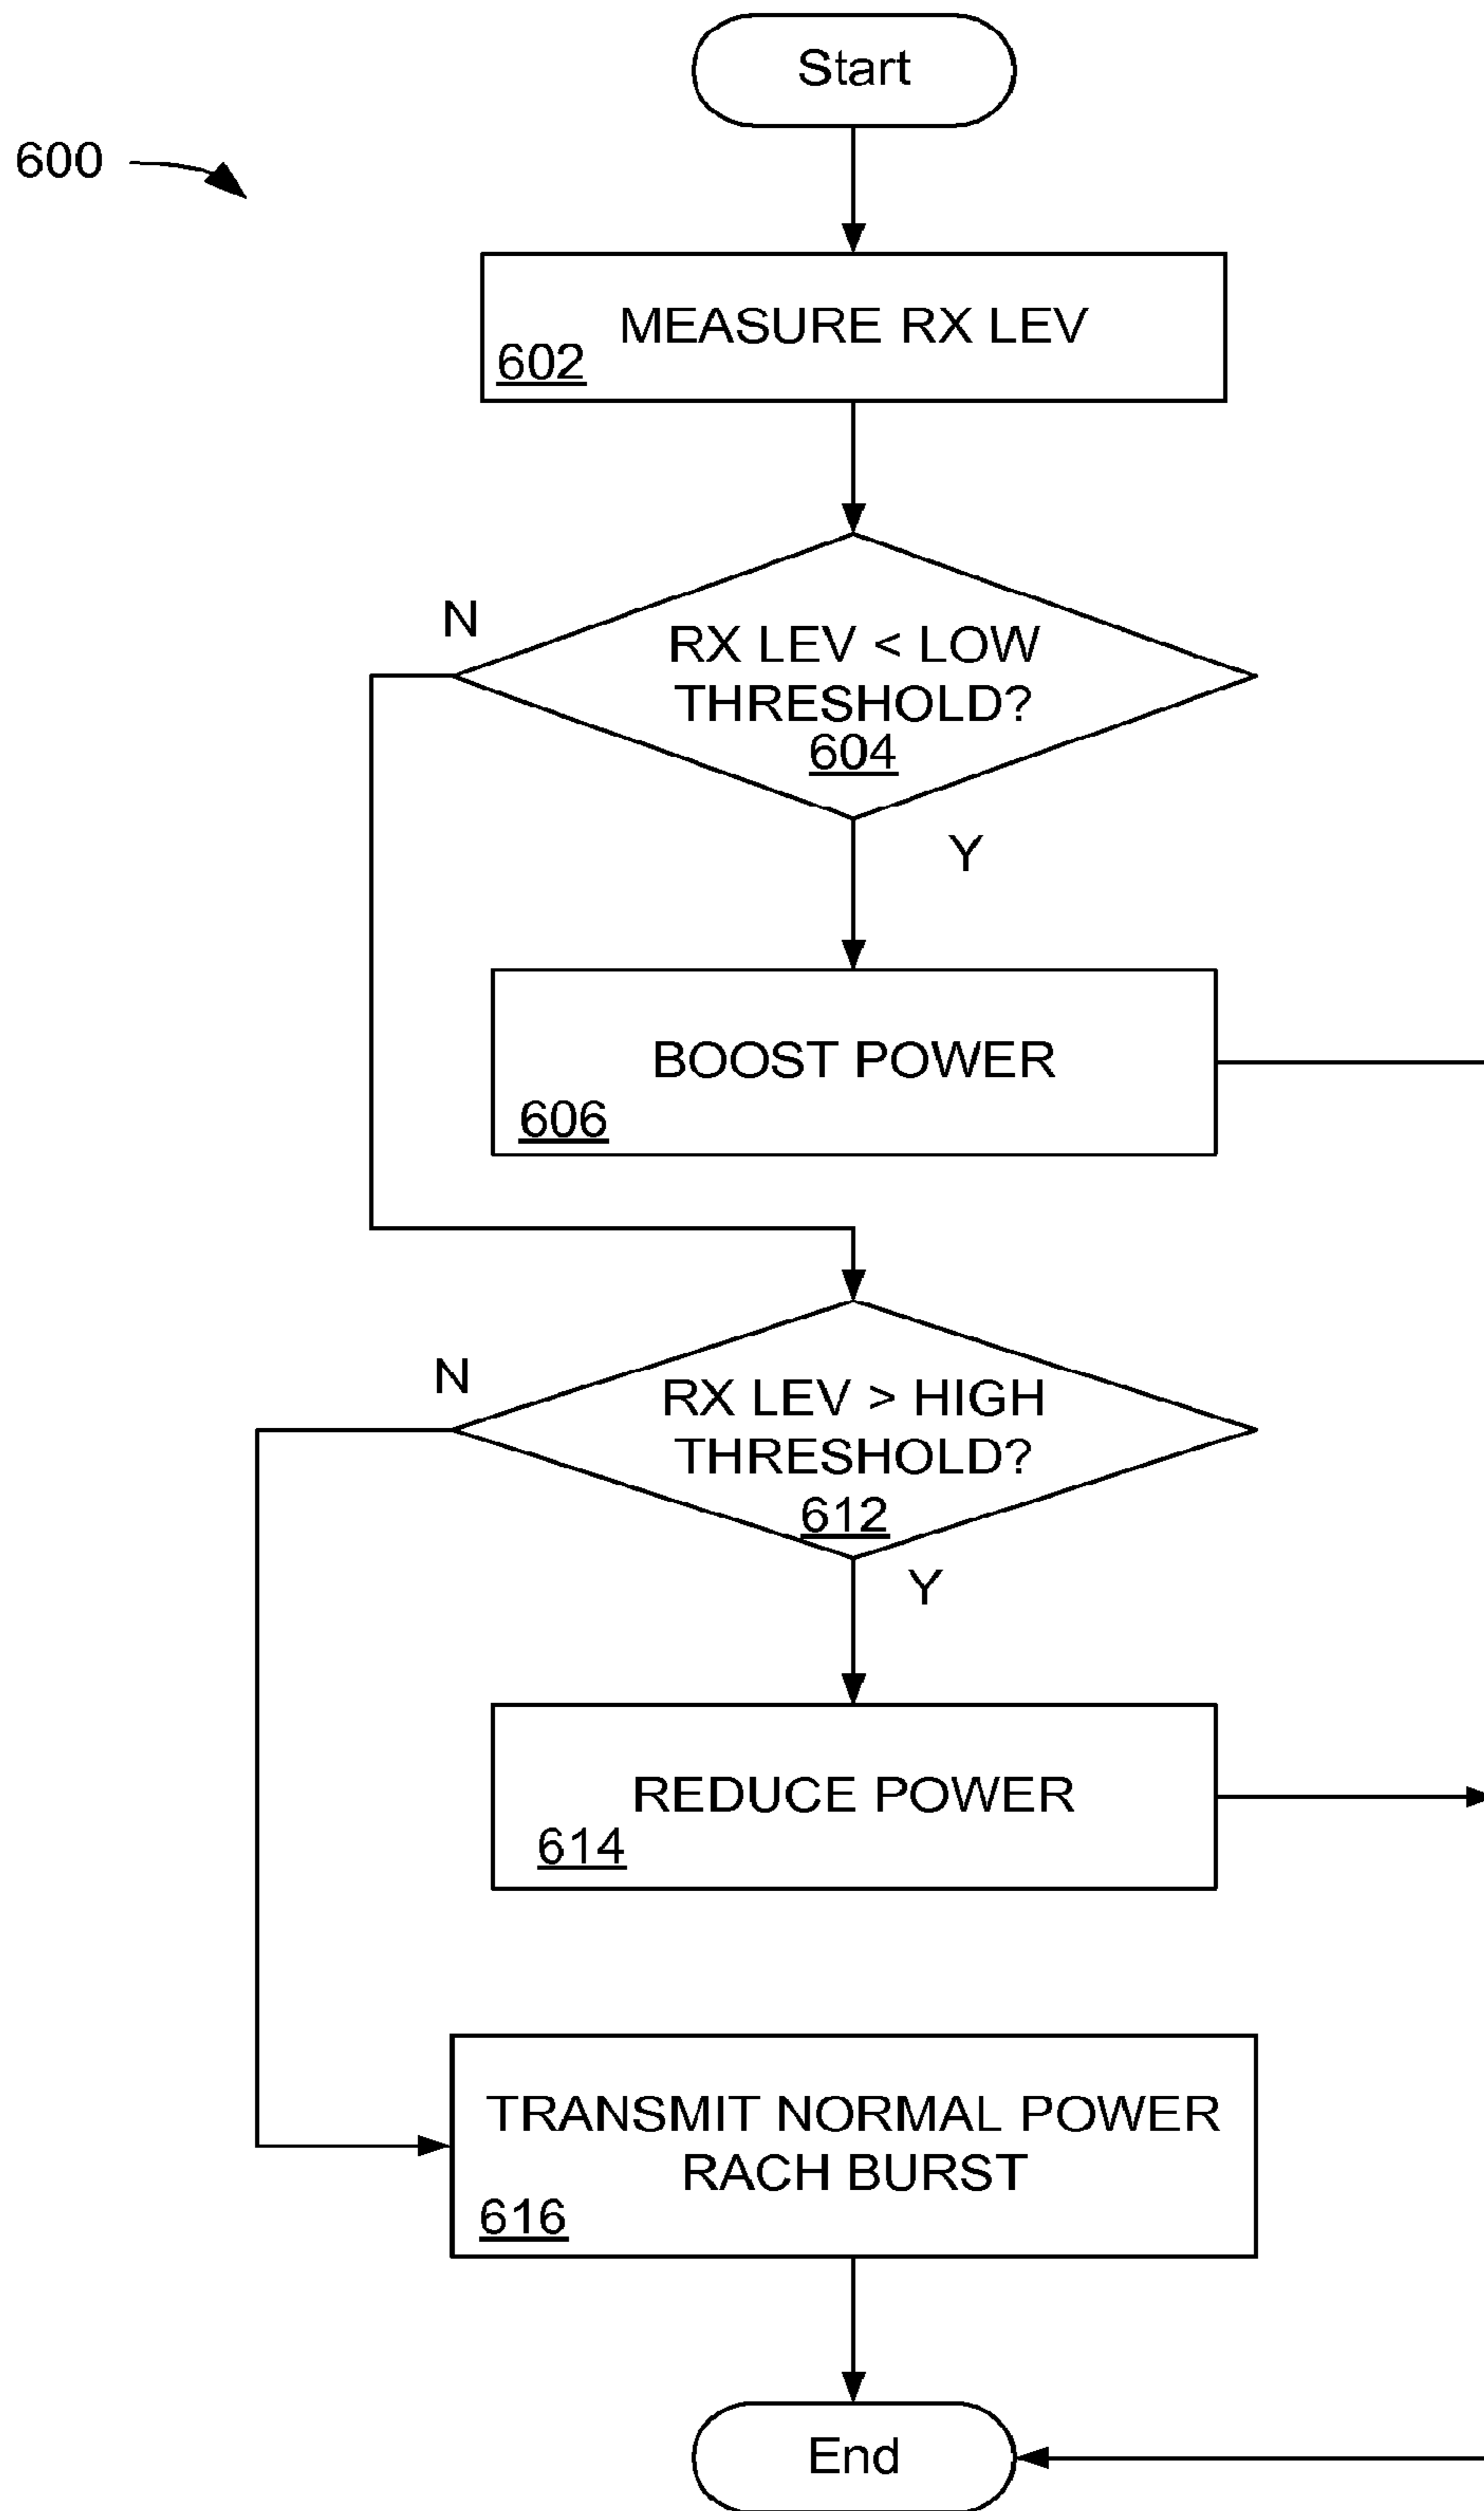 Start
600
MEASURE RX LEV
602
N
RX LEV < LOW
THRESHOLD?
604
Y
BOOST POWER
606
N
RX LEV > HIGH
THRESHOLD?
612
Y
REDUCE POWER
614
TRANSMIT NORMAL POWER
RACH BURST
616
End